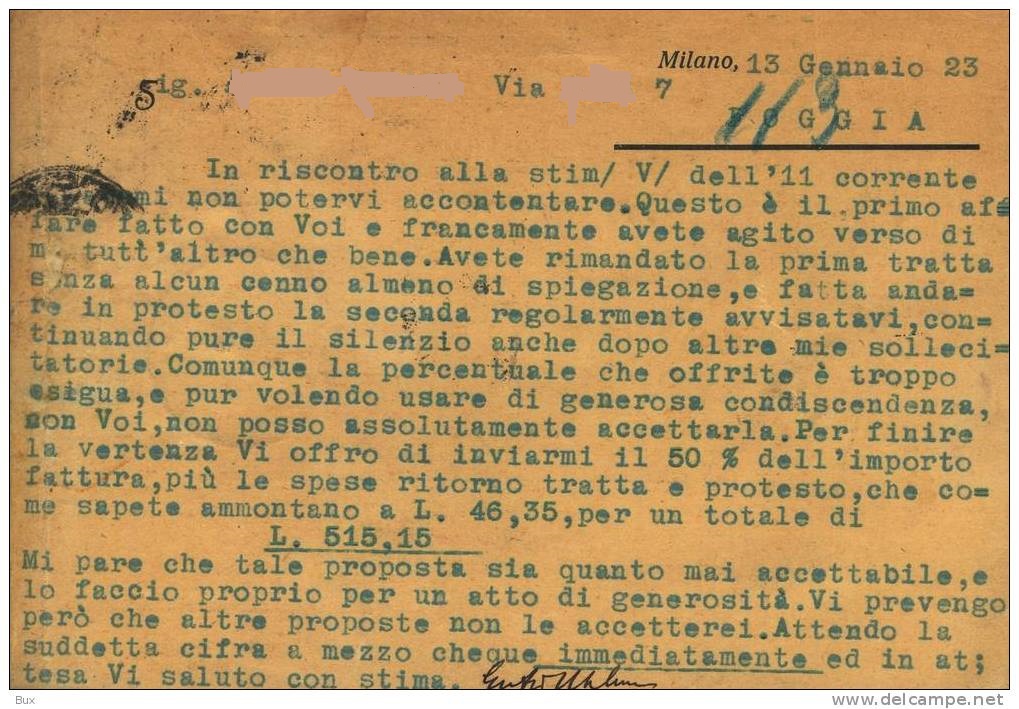 Milano, 13 Gennaio 23
Sig. Via 7
113
FOGGIA
In riscontro alla stim/ V/ dell'11 corrente
mi non potervi accontentare.Questo è il primo af=
fare fatto con Voi e francamente avete agito verso di
me tutt'altro che bene.Avete rimandato la prima tratta
senza alcun cenno almeno di spiegazione,e fatta anda=
re in protesto la seconda regolarmente avvisatavi,con=
tinuando pure il silenzio anche dopo altre mie solleci=
tatorie.Comunque la percentuale che offrite è troppo
esigua,e pur volendo usare di generosa condiscendenza,
non Voi,non posso assolutamente accettarla.Per finire
la vertenza Vi offro di inviarmi il 50 % dell'importo
fattura,più le spese ritorno tratta e protesto,che co=
me sapete ammontano a L. 46,35,per un totale di
L. 515,15
Mi pare che tale proposta sia quanto mai accettabile,e
lo faccio proprio per un atto di generosità.Vi prevengo
però che altre proposte non le accetterei.Attendo la
suddetta cifra a mezzo cheque immediatamente ed in at;
tesa Vi saluto con stima.
Bux
www.delcampe.net